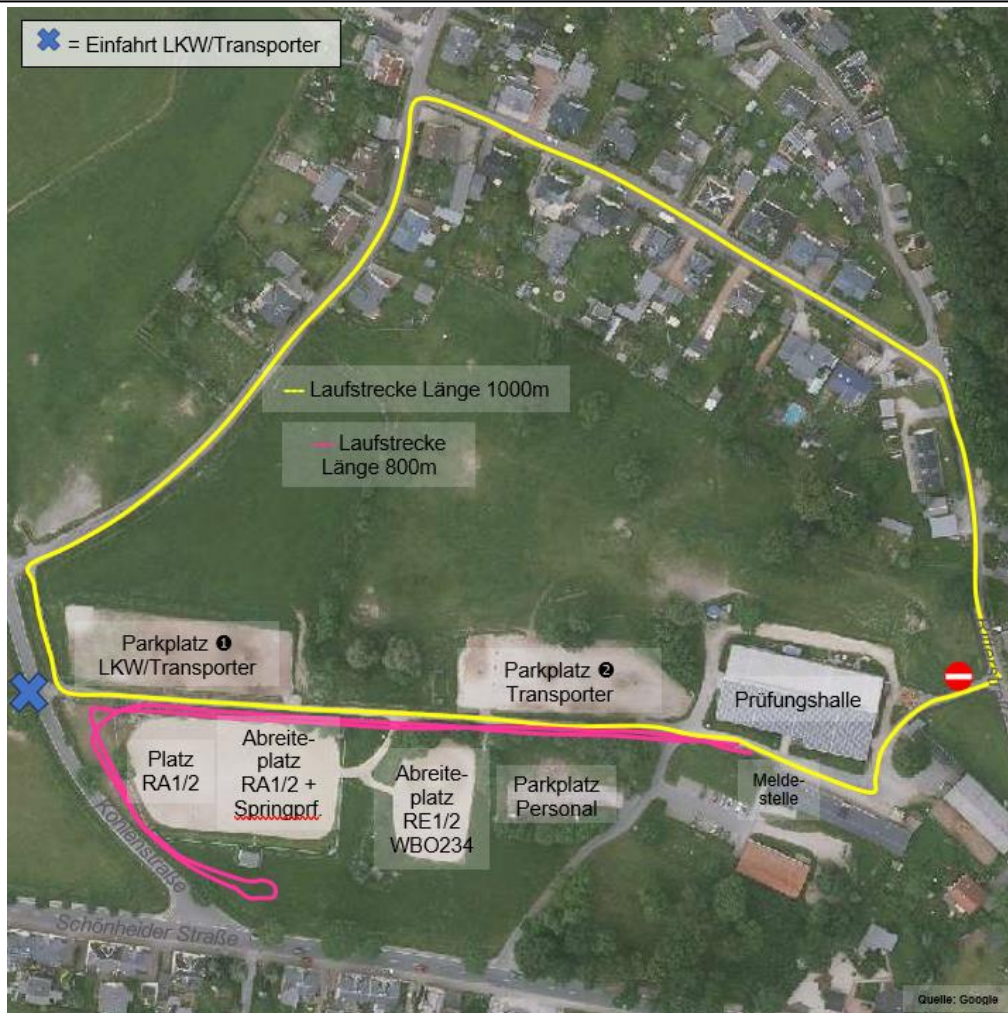 = Einfahrt LKW/Transporter
Laufstrecke Länge 1000m
Laufstrecke
Länge 800m
Parkplatz ❶
LKW/Transporter
Parkplatz ❷
Transporter
Prüfungshalle
Platz
RA1/2
Abreite-
platz
RA1/2 +
Springprf.
Abreite-
platz
RE1/2
WBO234
Parkplatz
Personal
Melde-
stelle
Kohlenstraße
Schönheider Straße
Quelle: Google